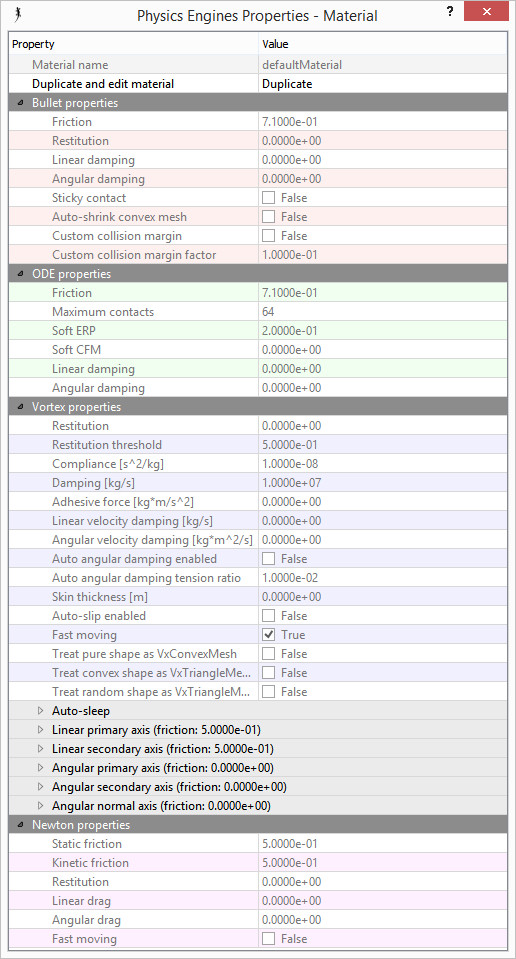 Physics Engines Properties - Material
? ×
Property Value
Material name defaultMaterial
Duplicate and edit material Duplicate
Bullet properties
Friction 7.1000e-01
Restitution 0.0000e+00
Linear damping 0.0000e+00
Angular damping 0.0000e+00
Sticky contact False
Auto-shrink convex mesh False
Custom collision margin False
Custom collision margin factor 1.0000e-01
ODE properties
Friction 7.1000e-01
Maximum contacts 64
Soft ERP 2.0000e-01
Soft CFM 0.0000e+00
Linear damping 0.0000e+00
Angular damping 0.0000e+00
Vortex properties
Restitution 0.0000e+00
Restitution threshold 5.0000e-01
Compliance [s^2/kg] 1.0000e-08
Damping [kg/s] 1.0000e+07
Adhesive force [kg*m/s^2] 0.0000e+00
Linear velocity damping [kg/s] 0.0000e+00
Angular velocity damping [kg*m^2/s] 0.0000e+00
Auto angular damping enabled False
Auto angular damping tension ratio 1.0000e-02
Skin thickness [m] 0.0000e+00
Auto-slip enabled False
Fast moving True
Treat pure shape as VxConvexMesh False
Treat convex shape as VxTriangleMe... False
Treat random shape as VxTriangleM... False
Auto-sleep
Linear primary axis (friction: 5.0000e-01)
Linear secondary axis (friction: 5.0000e-01)
Angular primary axis (friction: 0.0000e+00)
Angular secondary axis (friction: 0.0000e+00)
Angular normal axis (friction: 0.0000e+00)
Newton properties
Static friction 5.0000e-01
Kinetic friction 5.0000e-01
Restitution 0.0000e+00
Linear drag 0.0000e+00
Angular drag 0.0000e+00
Fast moving False